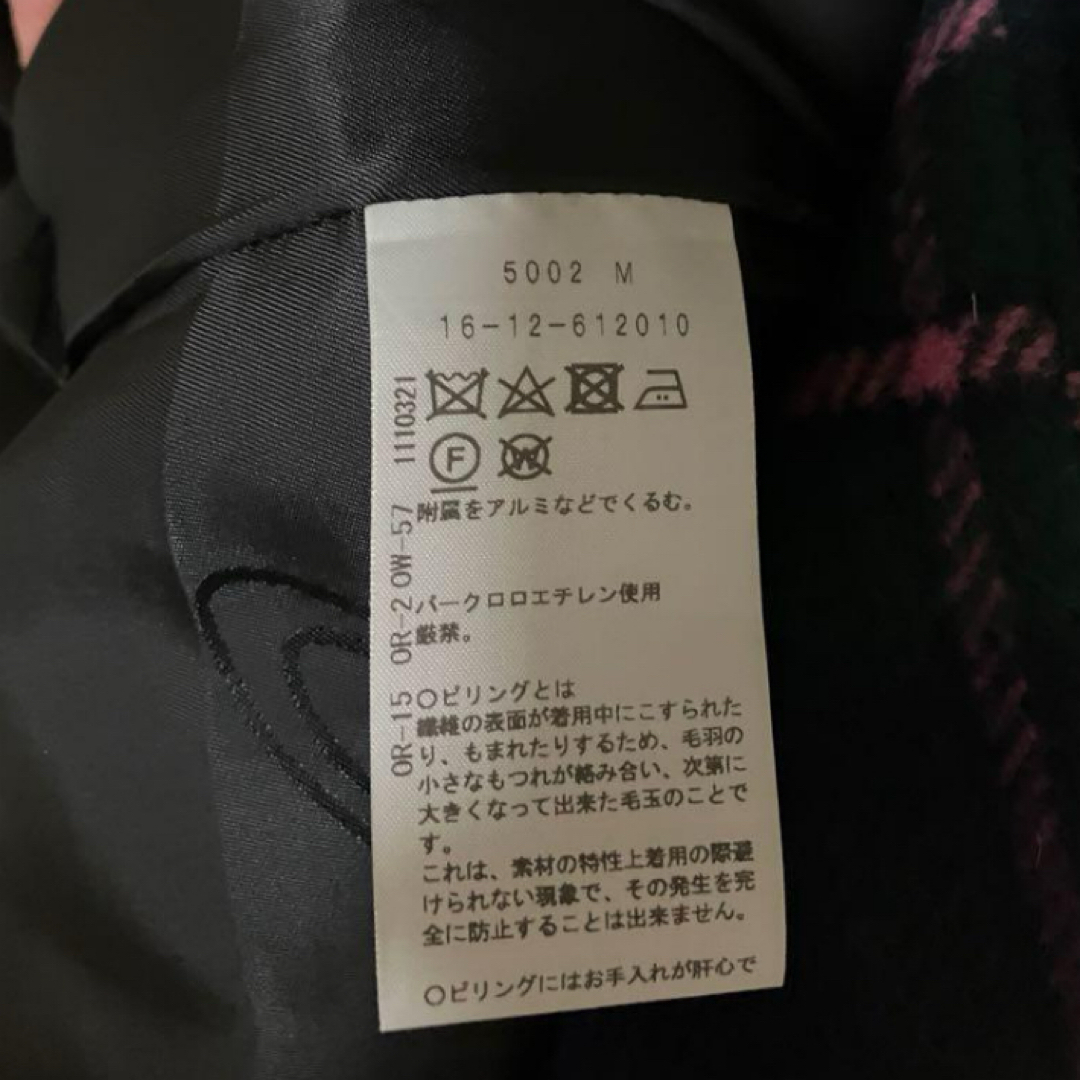 5002 M
16-12-612010
F
W
附属をアルミなどでくるむ。
パークロロエチレン使用
厳禁。
〇ピリングとは
繊維の表面が着用中にこすられた
り、もまれたりするため、毛羽の
小さなもつれが絡み合い、次第に
大きくなって出来た毛玉のことで
す。
これは、素材の特性上着用の際避
けられない現象で、その発生を完
全に防止することは出来ません。
〇ピリングにはお手入れが肝心で
OR-15 OR-2 OW-57 1110321